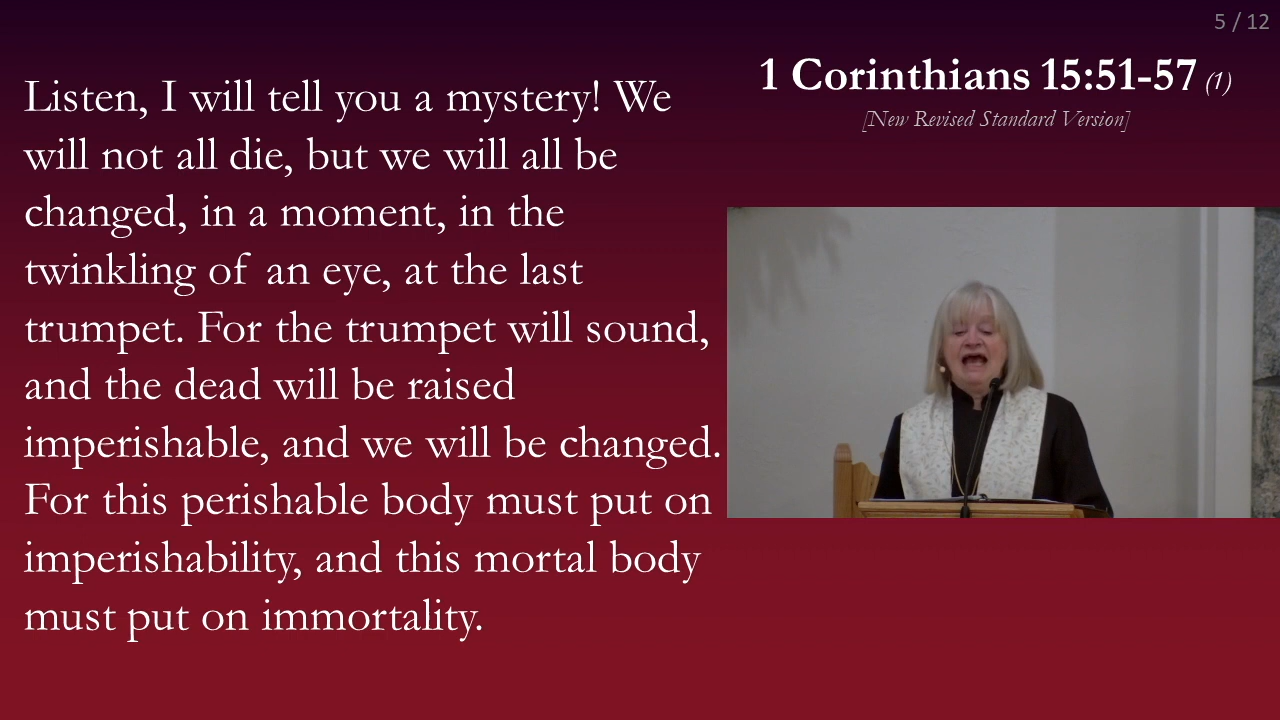 5 / 12
Listen, I will tell you a mystery! We
will not all die, but we will all be
changed, in a moment, in the
twinkling of an eye, at the last
trumpet. For the trumpet will sound,
and the dead will be raised
imperishable, and we will be changed.
For this perishable body must put on
imperishability, and this mortal body
must put on immortality.
1 Corinthians 15:51-57 (1)
[New Revised Standard Version]